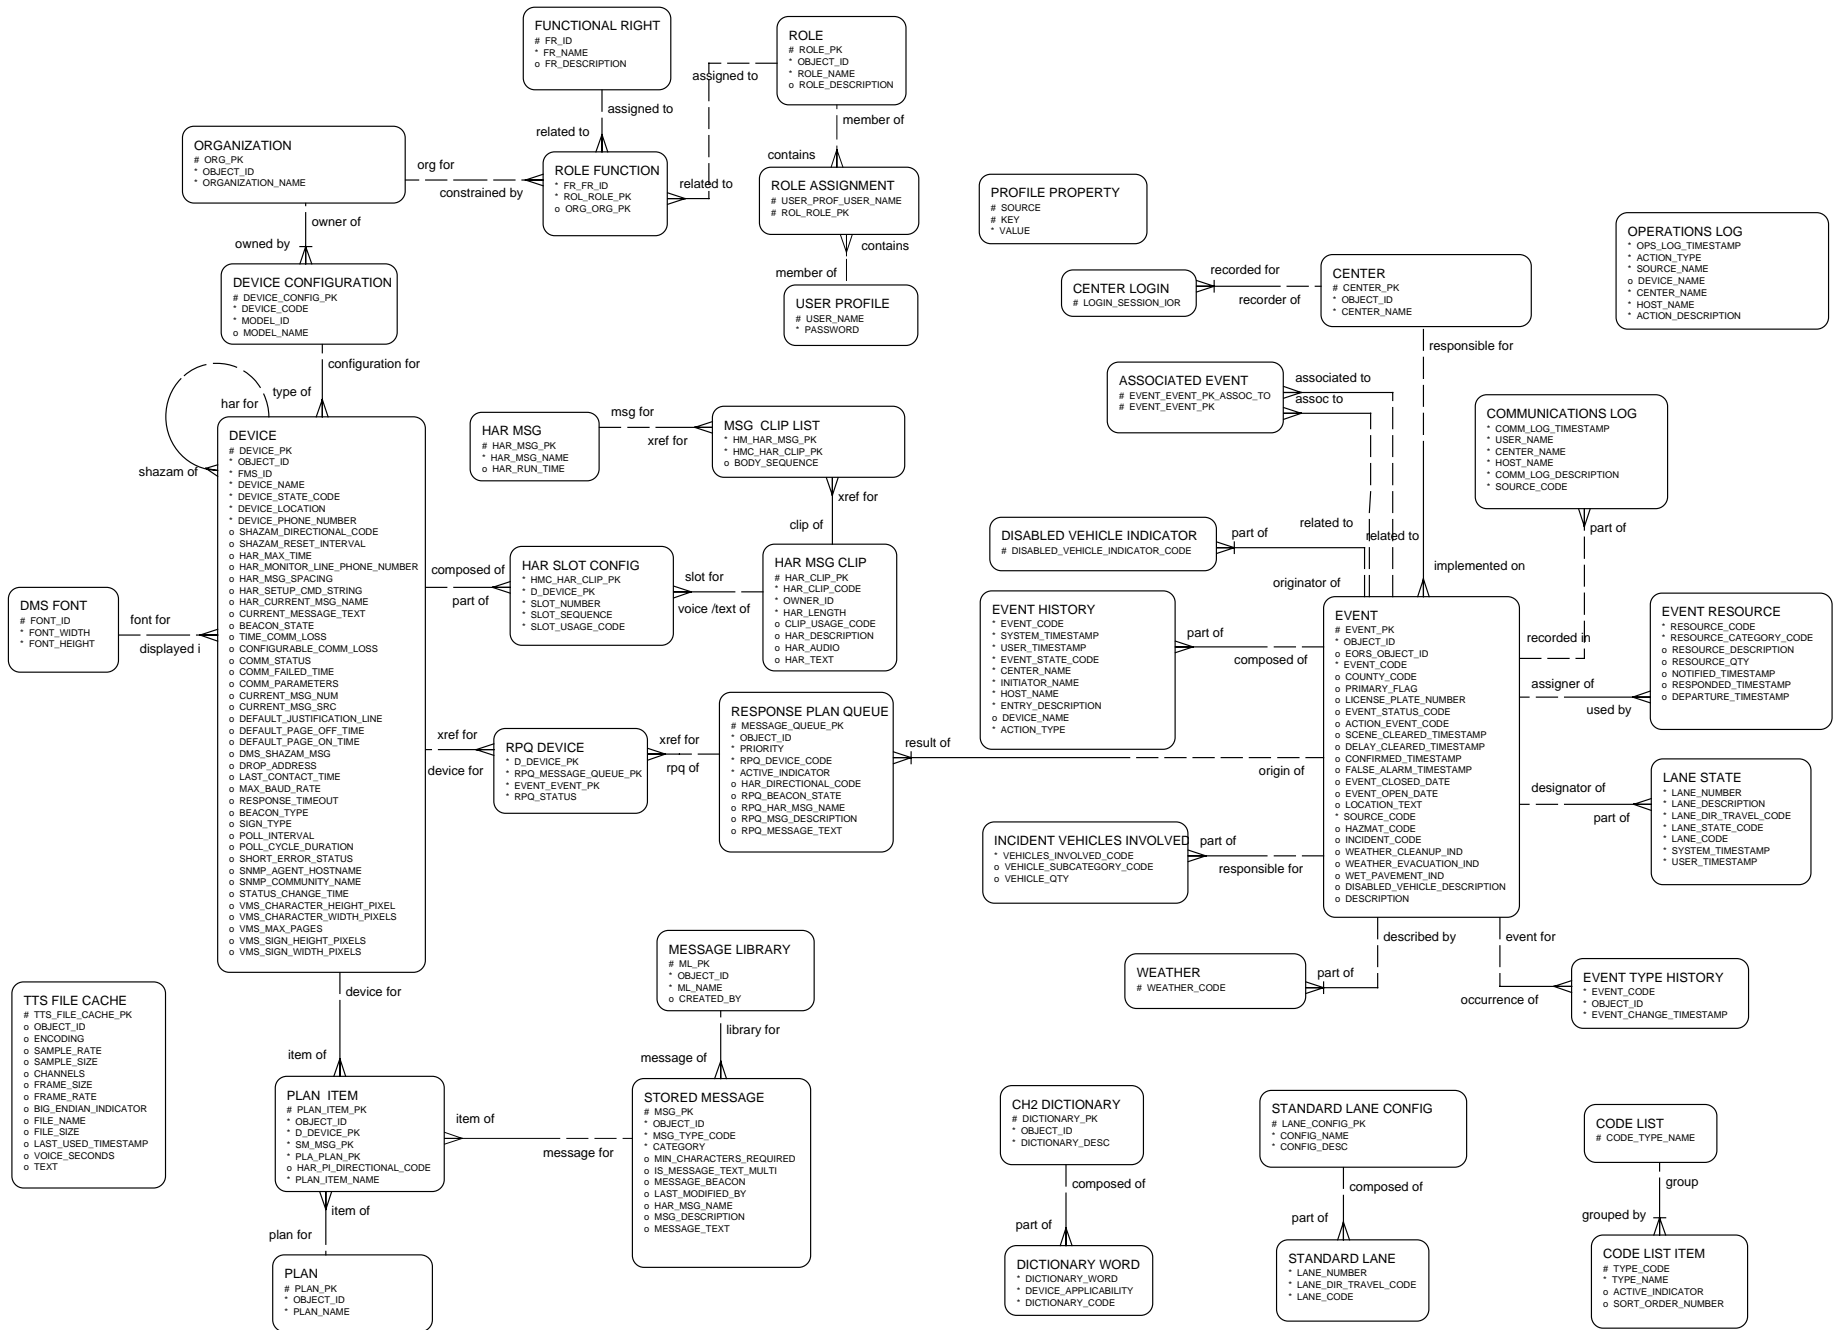 FUNCTIONAL RIGHT
# FR_ID
* FR_NAME
o FR_DESCRIPTION
ROLE
# ROLE_PK
* OBJECT_ID
* ROLE_NAME
o ROLE_DESCRIPTION
assigned to
assigned to
related to
member of
contains
ORGANIZATION
# ORG_PK
* OBJECT_ID
* ORGANIZATION_NAME
org for
constrained by
ROLE FUNCTION
* FR_FR_ID
* ROL_ROLE_PK
o ORG_ORG_PK
related to
ROLE ASSIGNMENT
# USER_PROF_USER_NAME
# ROL_ROLE_PK
contains
member of
USER PROFILE
# USER_NAME
* PASSWORD
PROFILE PROPERTY
# SOURCE
# KEY
* VALUE
OPERATIONS LOG
* OPS_LOG_TIMESTAMP
* ACTION_TYPE
* SOURCE_NAME
o DEVICE_NAME
* CENTER_NAME
* HOST_NAME
* ACTION_DESCRIPTION
owner of
owned by
DEVICE CONFIGURATION
# DEVICE_CONFIG_PK
* DEVICE_CODE
* MODEL_ID
o MODEL_NAME
configuration for
type of
har for
shazam of
CENTER LOGIN
# LOGIN_SESSION_IOR
recorded for
recorder of
CENTER
# CENTER_PK
* OBJECT_ID
* CENTER_NAME
responsible for
implemented on
ASSOCIATED EVENT
# EVENT_EVENT_PK_ASSOC_TO
# EVENT_EVENT_PK
associated to
assoc to
related to
related to
originator of
COMMUNICATIONS LOG
* COMM_LOG_TIMESTAMP
* USER_NAME
* CENTER_NAME
* HOST_NAME
* COMM_LOG_DESCRIPTION
* SOURCE_CODE
part of
recorded in
DEVICE
# DEVICE_PK
* OBJECT_ID
* FMS_ID
* DEVICE_NAME
* DEVICE_STATE_CODE
* DEVICE_LOCATION
* DEVICE_PHONE_NUMBER
o SHAZAM_DIRECTIONAL_CODE
o SHAZAM_RESET_INTERVAL
o HAR_MAX_TIME
o HAR_MONITOR_LINE_PHONE_NUMBER
o HAR_MSG_SPACING
o HAR_SETUP_CMD_STRING
o HAR_CURRENT_MSG_NAME
o CURRENT_MESSAGE_TEXT
o BEACON_STATE
o TIME_COMM_LOSS
o CONFIGURABLE_COMM_LOSS
o COMM_STATUS
o COMM_FAILED_TIME
o COMM_PARAMETERS
o CURRENT_MSG_NUM
o CURRENT_MSG_SRC
o DEFAULT_JUSTIFICATION_LINE
o DEFAULT_PAGE_OFF_TIME
o DEFAULT_PAGE_ON_TIME
o DMS_SHAZAM_MSG
o DROP_ADDRESS
o LAST_CONTACT_TIME
o MAX_BAUD_RATE
o RESPONSE_TIMEOUT
o BEACON_TYPE
o SIGN_TYPE
o POLL_INTERVAL
o POLL_CYCLE_DURATION
o SHORT_ERROR_STATUS
o SNMP_AGENT_HOSTNAME
o SNMP_COMMUNITY_NAME
o STATUS_CHANGE_TIME
o VMS_CHARACTER_HEIGHT_PIXEL
o VMS_CHARACTER_WIDTH_PIXELS
o VMS_MAX_PAGES
o VMS_SIGN_HEIGHT_PIXELS
o VMS_SIGN_WIDTH_PIXELS
HAR MSG
# HAR_MSG_PK
* HAR_MSG_NAME
o HAR_RUN_TIME
msg for
xref for
MSG CLIP LIST
* HM_HAR_MSG_PK
* HMC_HAR_CLIP_PK
o BODY_SEQUENCE
xref for
clip of
DMS FONT
# FONT_ID
* FONT_WIDTH
* FONT_HEIGHT
font for
displayed i
composed of
part of
HAR SLOT CONFIG
* HMC_HAR_CLIP_PK
* D_DEVICE_PK
* SLOT_NUMBER
* SLOT_SEQUENCE
* SLOT_USAGE_CODE
slot for
voice /text of
HAR MSG CLIP
# HAR_CLIP_PK
* HAR_CLIP_CODE
* OWNER_ID
* HAR_LENGTH
o CLIP_USAGE_CODE
o HAR_DESCRIPTION
o HAR_AUDIO
o HAR_TEXT
DISABLED VEHICLE INDICATOR
# DISABLED_VEHICLE_INDICATOR_CODE
part of
EVENT HISTORY
* EVENT_CODE
* SYSTEM_TIMESTAMP
* USER_TIMESTAMP
* EVENT_STATE_CODE
* CENTER_NAME
* INITIATOR_NAME
* HOST_NAME
* ENTRY_DESCRIPTION
o DEVICE_NAME
* ACTION_TYPE
part of
composed of
EVENT
# EVENT_PK
* OBJECT_ID
o EORS_OBJECT_ID
* EVENT_CODE
o COUNTY_CODE
o PRIMARY_FLAG
o LICENSE_PLATE_NUMBER
o EVENT_STATUS_CODE
o ACTION_EVENT_CODE
o SCENE_CLEARED_TIMESTAMP
o DELAY_CLEARED_TIMESTAMP
o CONFIRMED_TIMESTAMP
o FALSE_ALARM_TIMESTAMP
o EVENT_CLOSED_DATE
o EVENT_OPEN_DATE
o LOCATION_TEXT
* SOURCE_CODE
o HAZMAT_CODE
o INCIDENT_CODE
o WEATHER_CLEANUP_IND
o WEATHER_EVACUATION_IND
o WET_PAVEMENT_IND
o DISABLED_VEHICLE_DESCRIPTION
o DESCRIPTION
EVENT RESOURCE
* RESOURCE_CODE
* RESOURCE_CATEGORY_CODE
o RESOURCE_DESCRIPTION
o RESOURCE_QTY
o NOTIFIED_TIMESTAMP
o RESPONDED_TIMESTAMP
o DEPARTURE_TIMESTAMP
assigner of
used by
xref for
device for
RPQ DEVICE
* D_DEVICE_PK
* RPQ_MESSAGE_QUEUE_PK
* EVENT_EVENT_PK
* RPQ_STATUS
xref for
rpq of
RESPONSE PLAN QUEUE
# MESSAGE_QUEUE_PK
* OBJECT_ID
* PRIORITY
* RPQ_DEVICE_CODE
* ACTIVE_INDICATOR
o HAR_DIRECTIONAL_CODE
o RPQ_BEACON_STATE
o RPQ_HAR_MSG_NAME
o RPQ_MSG_DESCRIPTION
o RPQ_MESSAGE_TEXT
result of
origin of
designator of
part of
LANE STATE
* LANE_NUMBER
* LANE_DESCRIPTION
* LANE_DIR_TRAVEL_CODE
* LANE_STATE_CODE
* LANE_CODE
* SYSTEM_TIMESTAMP
* USER_TIMESTAMP
INCIDENT VEHICLES INVOLVED
* VEHICLES_INVOLVED_CODE
o VEHICLE_SUBCATEGORY_CODE
o VEHICLE_QTY
part of
responsible for
described by
event for
WEATHER
# WEATHER_CODE
part of
occurrence of
EVENT TYPE HISTORY
* EVENT_CODE
* OBJECT_ID
* EVENT_CHANGE_TIMESTAMP
TTS FILE CACHE
# TTS_FILE_CACHE_PK
o OBJECT_ID
o ENCODING
o SAMPLE_RATE
o SAMPLE_SIZE
o CHANNELS
o FRAME_SIZE
o FRAME_RATE
o BIG_ENDIAN_INDICATOR
o FILE_NAME
o FILE_SIZE
o LAST_USED_TIMESTAMP
o VOICE_SECONDS
o TEXT
device for
item of
MESSAGE LIBRARY
# ML_PK
* OBJECT_ID
* ML_NAME
o CREATED_BY
library for
message of
PLAN ITEM
# PLAN_ITEM_PK
* OBJECT_ID
* D_DEVICE_PK
* SM_MSG_PK
* PLA_PLAN_PK
o HAR_PI_DIRECTIONAL_CODE
* PLAN_ITEM_NAME
item of
message for
STORED MESSAGE
# MSG_PK
* OBJECT_ID
* MSG_TYPE_CODE
* CATEGORY
o MIN_CHARACTERS_REQUIRED
o IS_MESSAGE_TEXT_MULTI
o MESSAGE_BEACON
o LAST_MODIFIED_BY
o HAR_MSG_NAME
o MSG_DESCRIPTION
o MESSAGE_TEXT
item of
plan for
PLAN
# PLAN_PK
* OBJECT_ID
* PLAN_NAME
CH2 DICTIONARY
# DICTIONARY_PK
* OBJECT_ID
* DICTIONARY_DESC
composed of
part of
DICTIONARY WORD
* DICTIONARY_WORD
* DEVICE_APPLICABILITY
* DICTIONARY_CODE
STANDARD LANE CONFIG
# LANE_CONFIG_PK
* CONFIG_NAME
* CONFIG_DESC
composed of
part of
STANDARD LANE
* LANE_NUMBER
* LANE_DIR_TRAVEL_CODE
* LANE_CODE
CODE LIST
# CODE_TYPE_NAME
group
grouped by
CODE LIST ITEM
# TYPE_CODE
* TYPE_NAME
o ACTIVE_INDICATOR
o SORT_ORDER_NUMBER